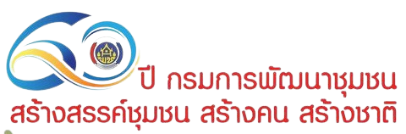 60 ปี กรมการพัฒนาชุมชน
สร้างสรรค์ชุมชน สร้างคน สร้างชาติ